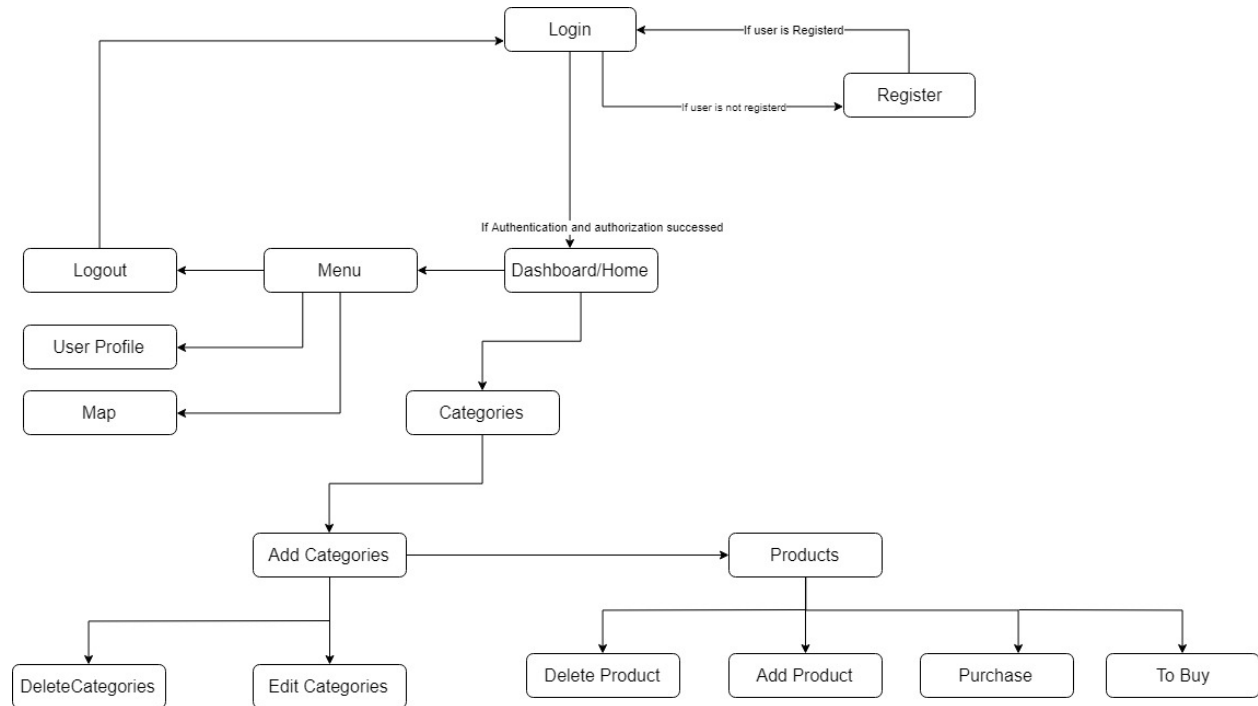 Login
If user is Registerd
Register
If user is not registerd
If Authentication and authorization successed
Logout
Menu
Dashboard/Home
User Profile
Map
Categories
Add Categories
Products
DeleteCategories
Edit Categories
Delete Product
Add Product
Purchase
To Buy